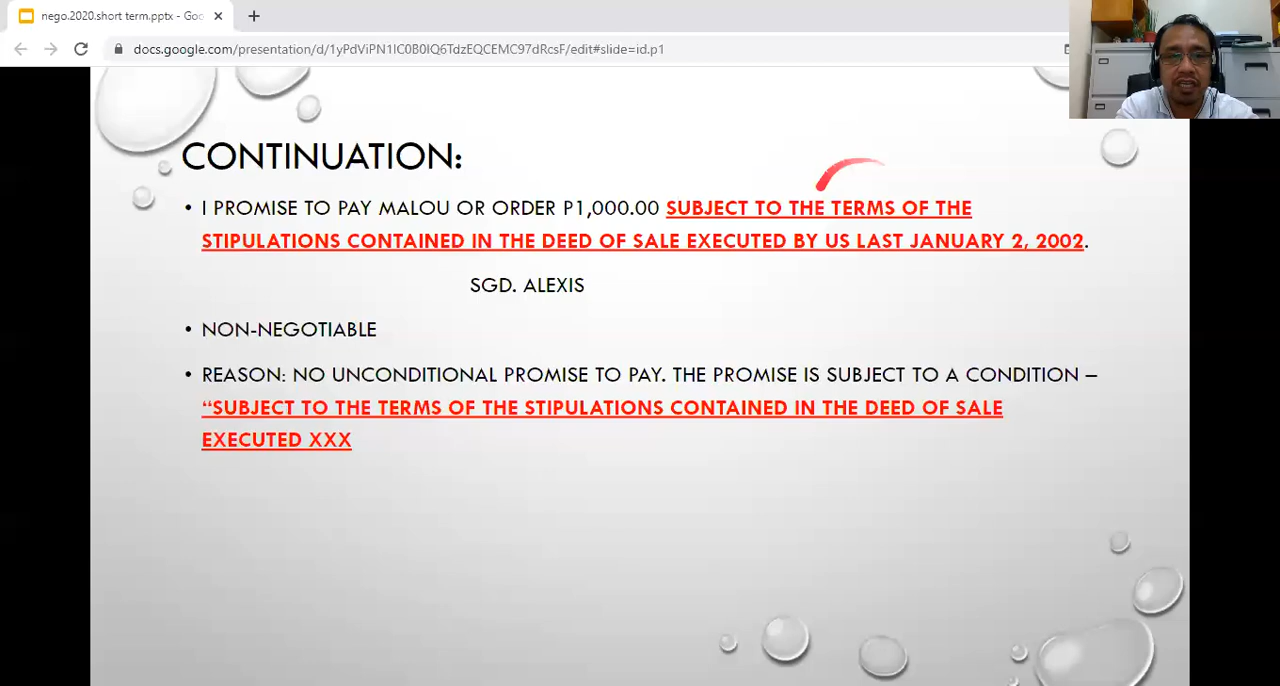 nego.2020.short term.pptx - Goo
docs.google.com/presentation/d/1yPdViPN1lC0B0IQ6TdzEQCEMC97dRcsF/edit#slide=id.p1
CONTINUATION:
• I PROMISE TO PAY MALOU OR ORDER P1,000.00 SUBJECT TO THE TERMS OF THE
STIPULATIONS CONTAINED IN THE DEED OF SALE EXECUTED BY US LAST JANUARY 2, 2002.
SGD. ALEXIS
• NON-NEGOTIABLE
• REASON: NO UNCONDITIONAL PROMISE TO PAY. THE PROMISE IS SUBJECT TO A CONDITION –
“SUBJECT TO THE TERMS OF THE STIPULATIONS CONTAINED IN THE DEED OF SALE
EXECUTED XXX